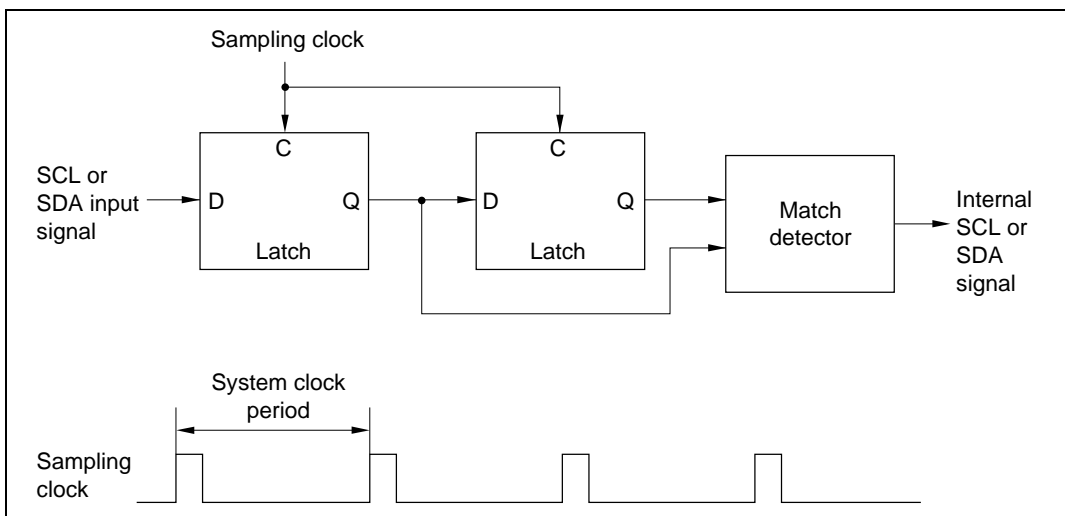 Sampling clock
C
C
SCL or
SDA input
signal
D
Q
Latch
D
Q
Latch
Match
detector
Internal
SCL or
SDA
signal
System clock
period
Sampling
clock